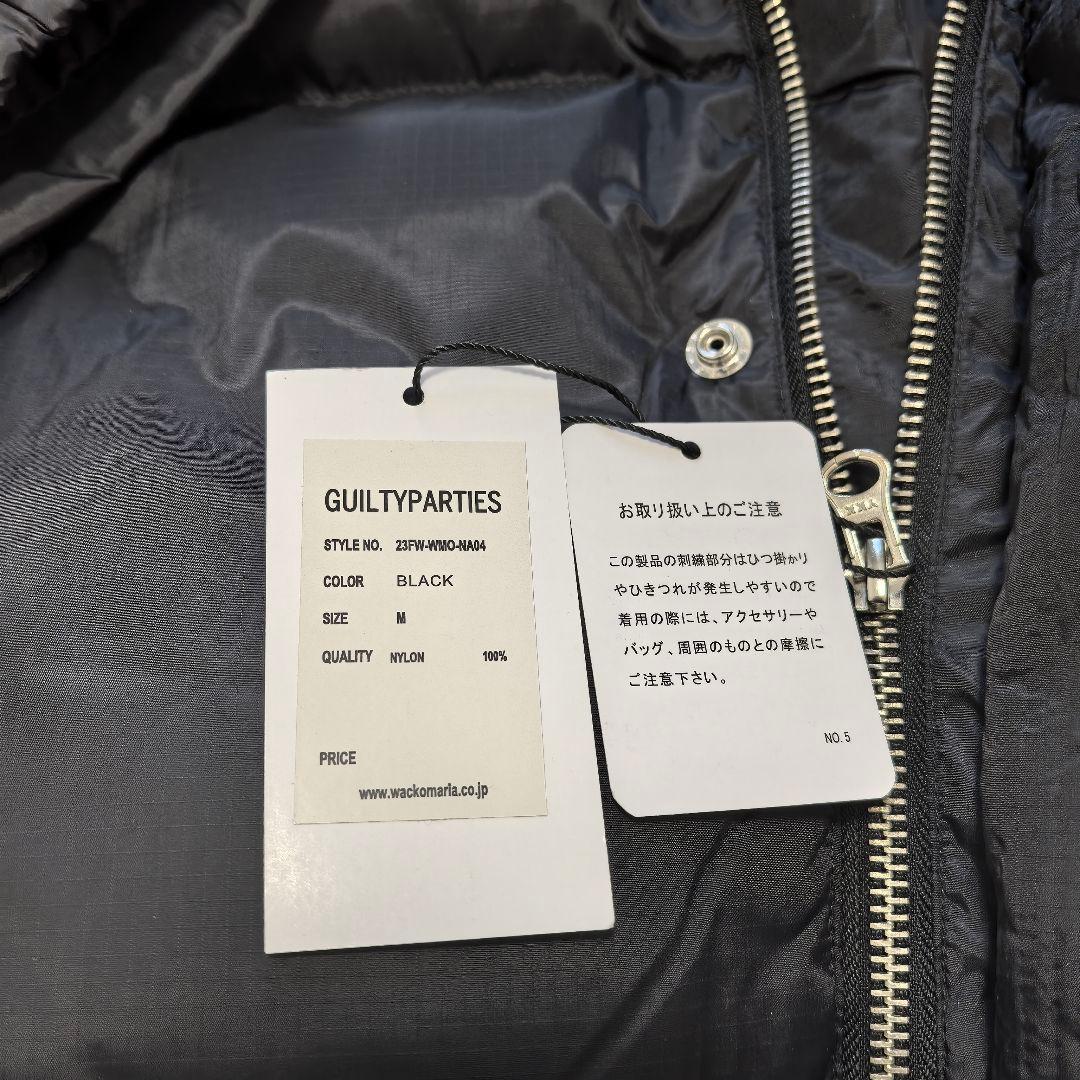 GUILTYPARTIES
STYLE NO. 23FW-WMO-NA04
COLOR BLACK
SIZE M
QUALITY NYLON 100%
PRICE
www.wackomaria.co.jp
お取り扱い上のご注意
この製品の刺繍部分はひつ掛かり
やひきつれが発生しやすいので
着用の際には、アクセサリーや
バッグ、周囲のものとの摩擦に
ご注意下さい。
NO.5
YKK